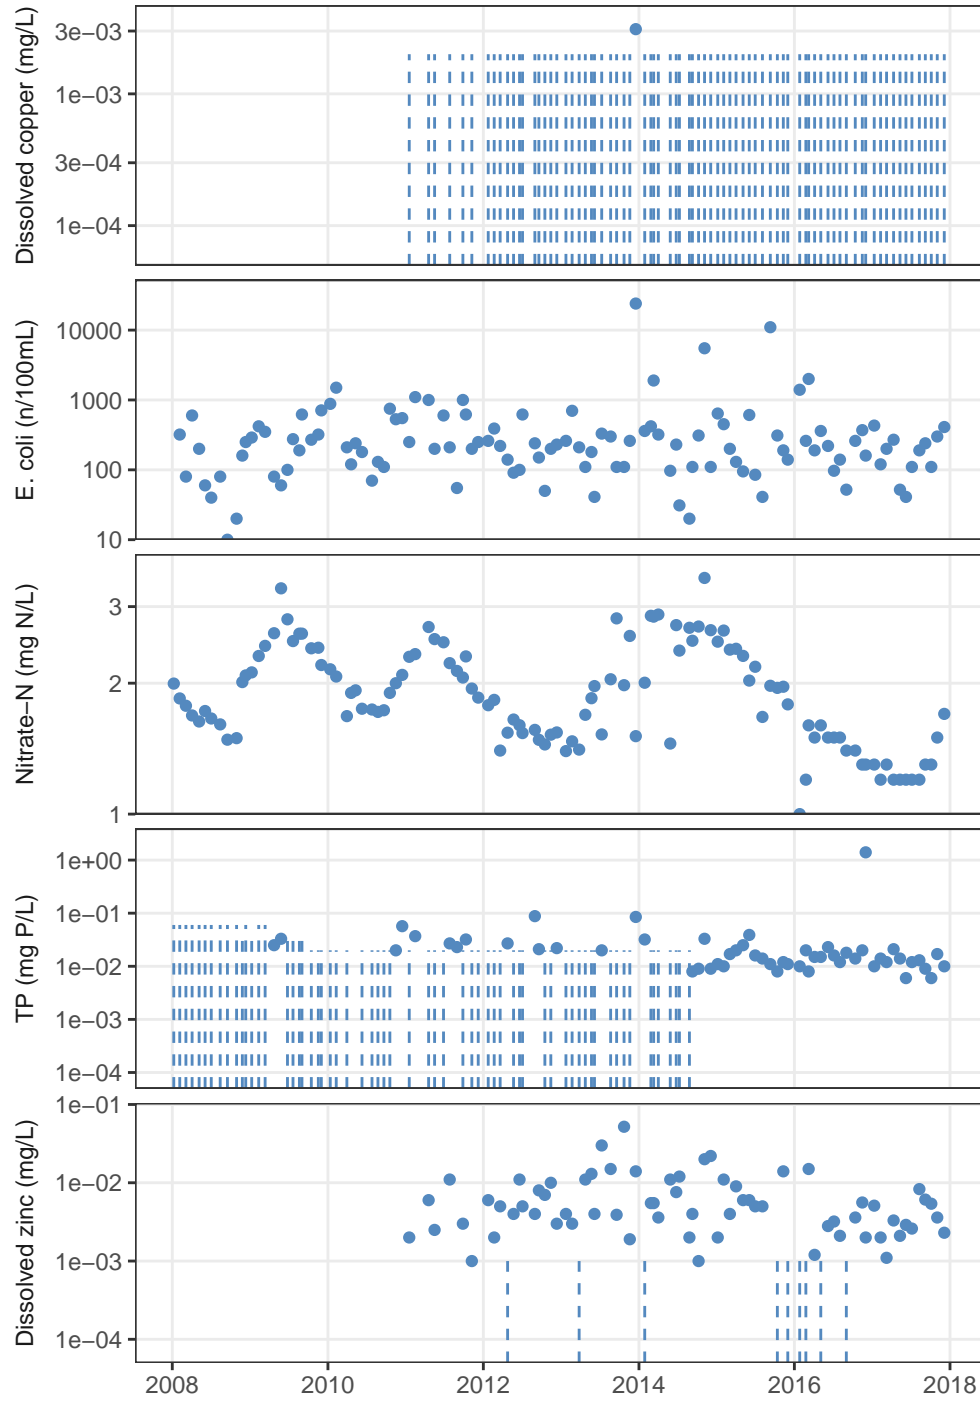 Dissolved copper (mg/L)
3e−03
1e−03
3e−04
1e−04
E. coli (n/100mL)
10000
1000
100
10
Nitrate−N (mg N/L)
3
2
1
TP (mg P/L)
1e+00
1e−01
1e−02
1e−03
1e−04
Dissolved zinc (mg/L)
1e−01
1e−02
1e−03
1e−04
2008 2010 2012 2014 2016 2018